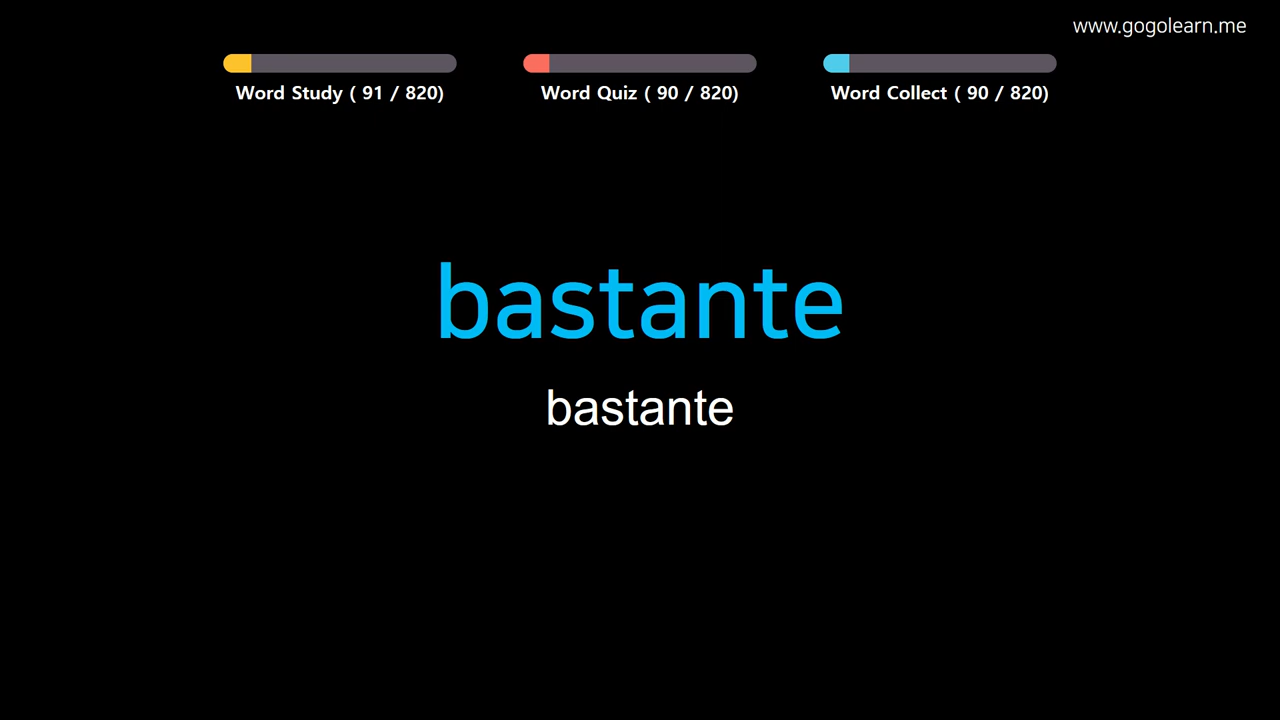 www.gogolearn.me
Word Study ( 91 / 820)
Word Quiz ( 90 / 820)
Word Collect ( 90 / 820)
bastante
bastante